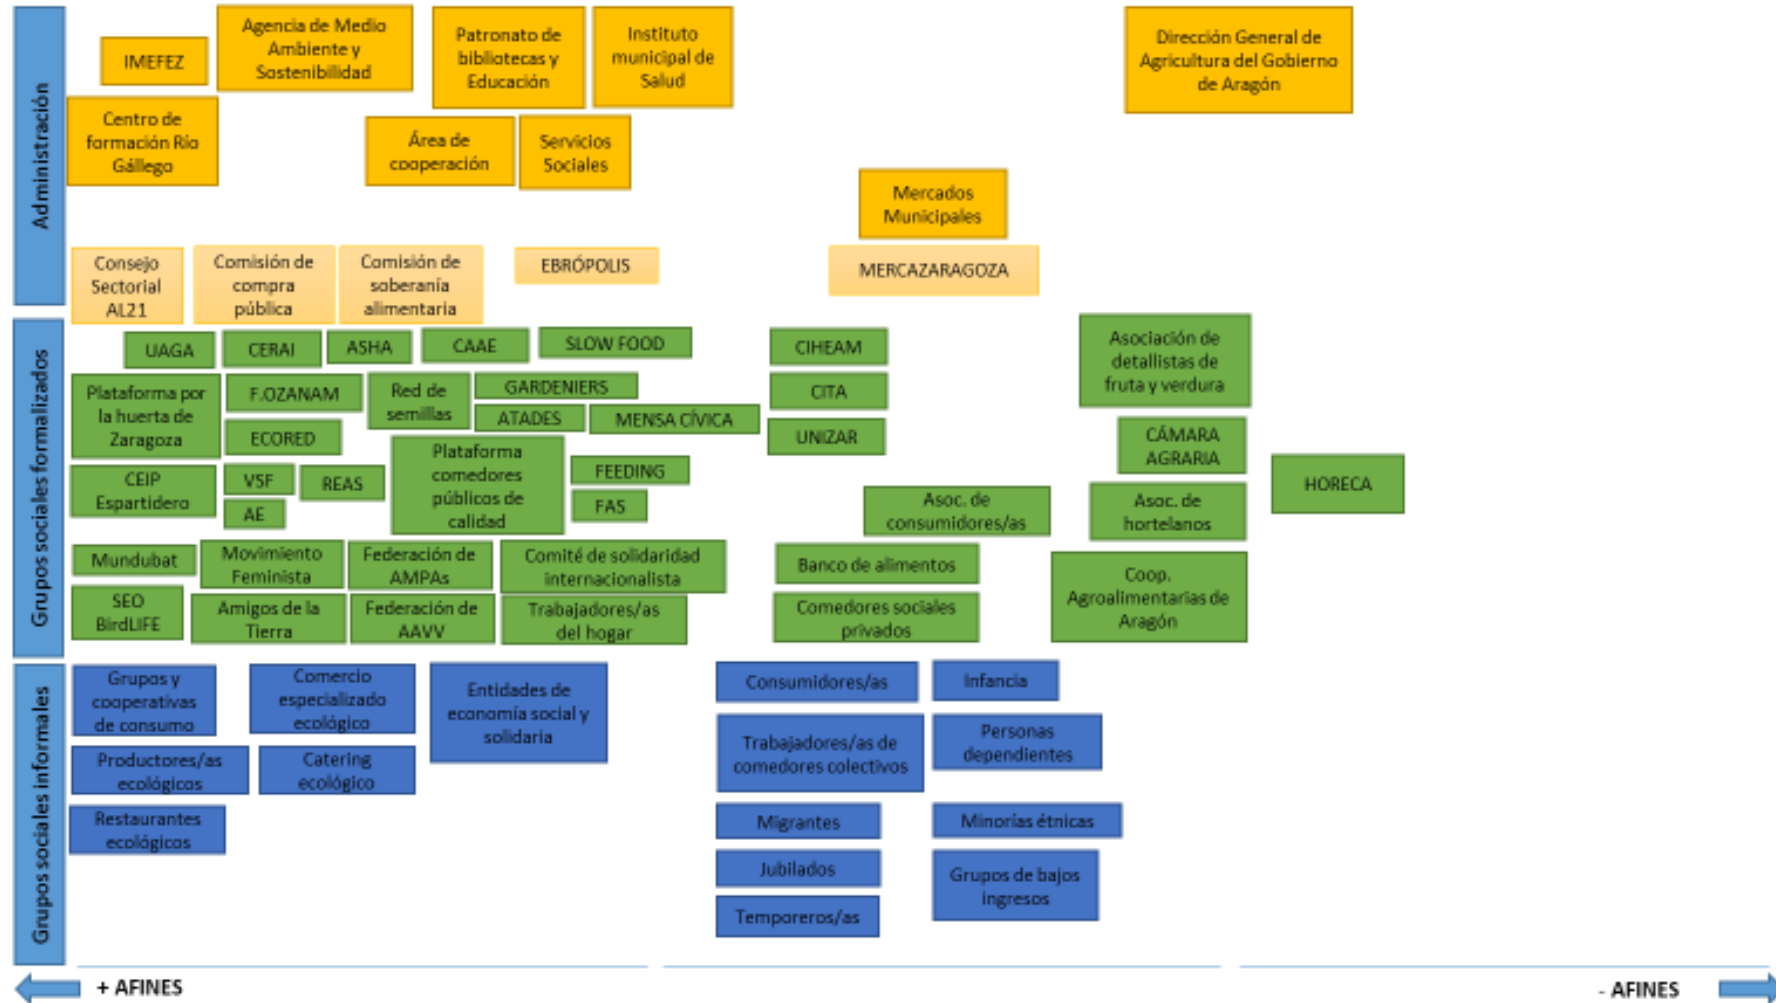 Administración
IMEFEZ
Agencia de Medio
Ambiente y
Sostenibilidad
Patronato de
bibliotecas y
Educación
Instituto
municipal de
Salud
Dirección General de
Agricultura del Gobierno
de Aragón
Centro de
formación Río
Gállego
Área de
cooperación
Servicios
Sociales
Mercados
Municipales
Consejo
Sectorial
AL21
Comisión de
compra
pública
Comisión de
soberanía
alimentaria
EBRÓPOLIS
MERCAZARAGOZA
Grupos sociales formalizados
UAGA
CERAI
ASHA
CAAE
SLOW FOOD
CIHEAM
Asociación de
detallistas de
fruta y verdura
Plataforma por
la huerta de
Zaragoza
F.OZANAM
Red de
semillas
GARDENIERS
CITA
ATADES
MENSA CÍVICA
ECORED
UNIZAR
CÁMARA
AGRARIA
Plataforma
comedores
públicos de
calidad
FEEDING
HORECA
CEIP
Espartidero
VSF
REAS
FAS
AE
Asoc. de
consumidores/as
Asoc. de
hortelanos
Mundubat
Movimiento
Feminista
Federación de
AMPAs
Comité de solidaridad
internacionalista
Banco de alimentos
Coop.
Agroalimentarias de
Aragón
SEO
BirdLIFE
Amigos de la
Tierra
Federación de
AAVV
Trabajadores/as
del hogar
Comedores sociales
privados
Grupos sociales informales
Grupos y
cooperativas
de consumo
Comercio
especializado
ecológico
Entidades de
economía social y
solidaria
Consumidores/as
Infancia
Productores/as
ecológicos
Catering
ecológico
Trabajadores/as de
comedores colectivos
Personas
dependientes
Restaurantes
ecológicos
Migrantes
Minorías étnicas
Jubilados
Grupos de bajos
ingresos
Temporeros/as
+ AFINES
- AFINES